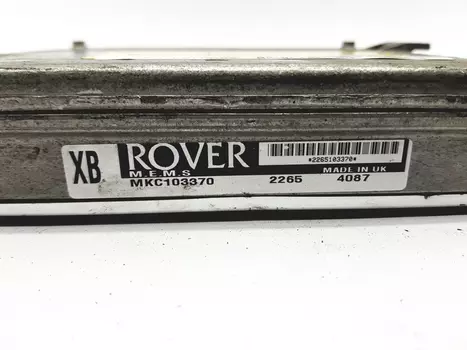 XB ROVER *2265103370*
M.E.M.S MADE IN UK
MKC103370 2265 4087